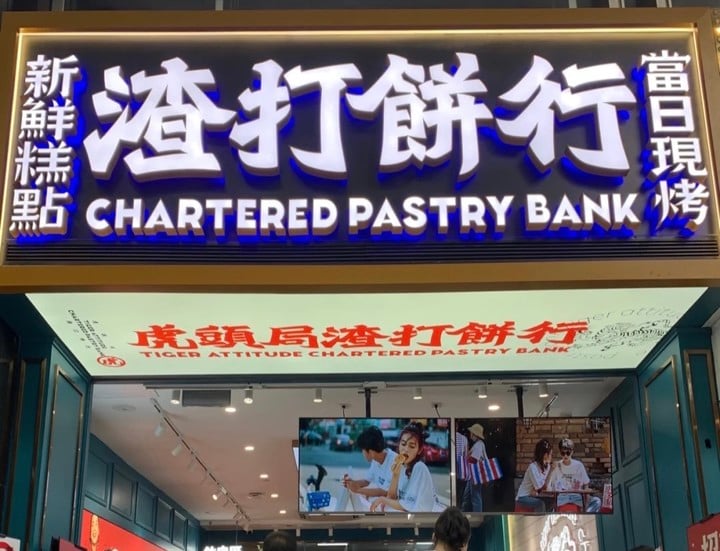 新鮮糕點
渣打餅行
CHARTERED PASTRY BANK
當日現烤
虎頭局渣打餅行
TIGER ATTITUDE CHARTERED PASTRY BANK